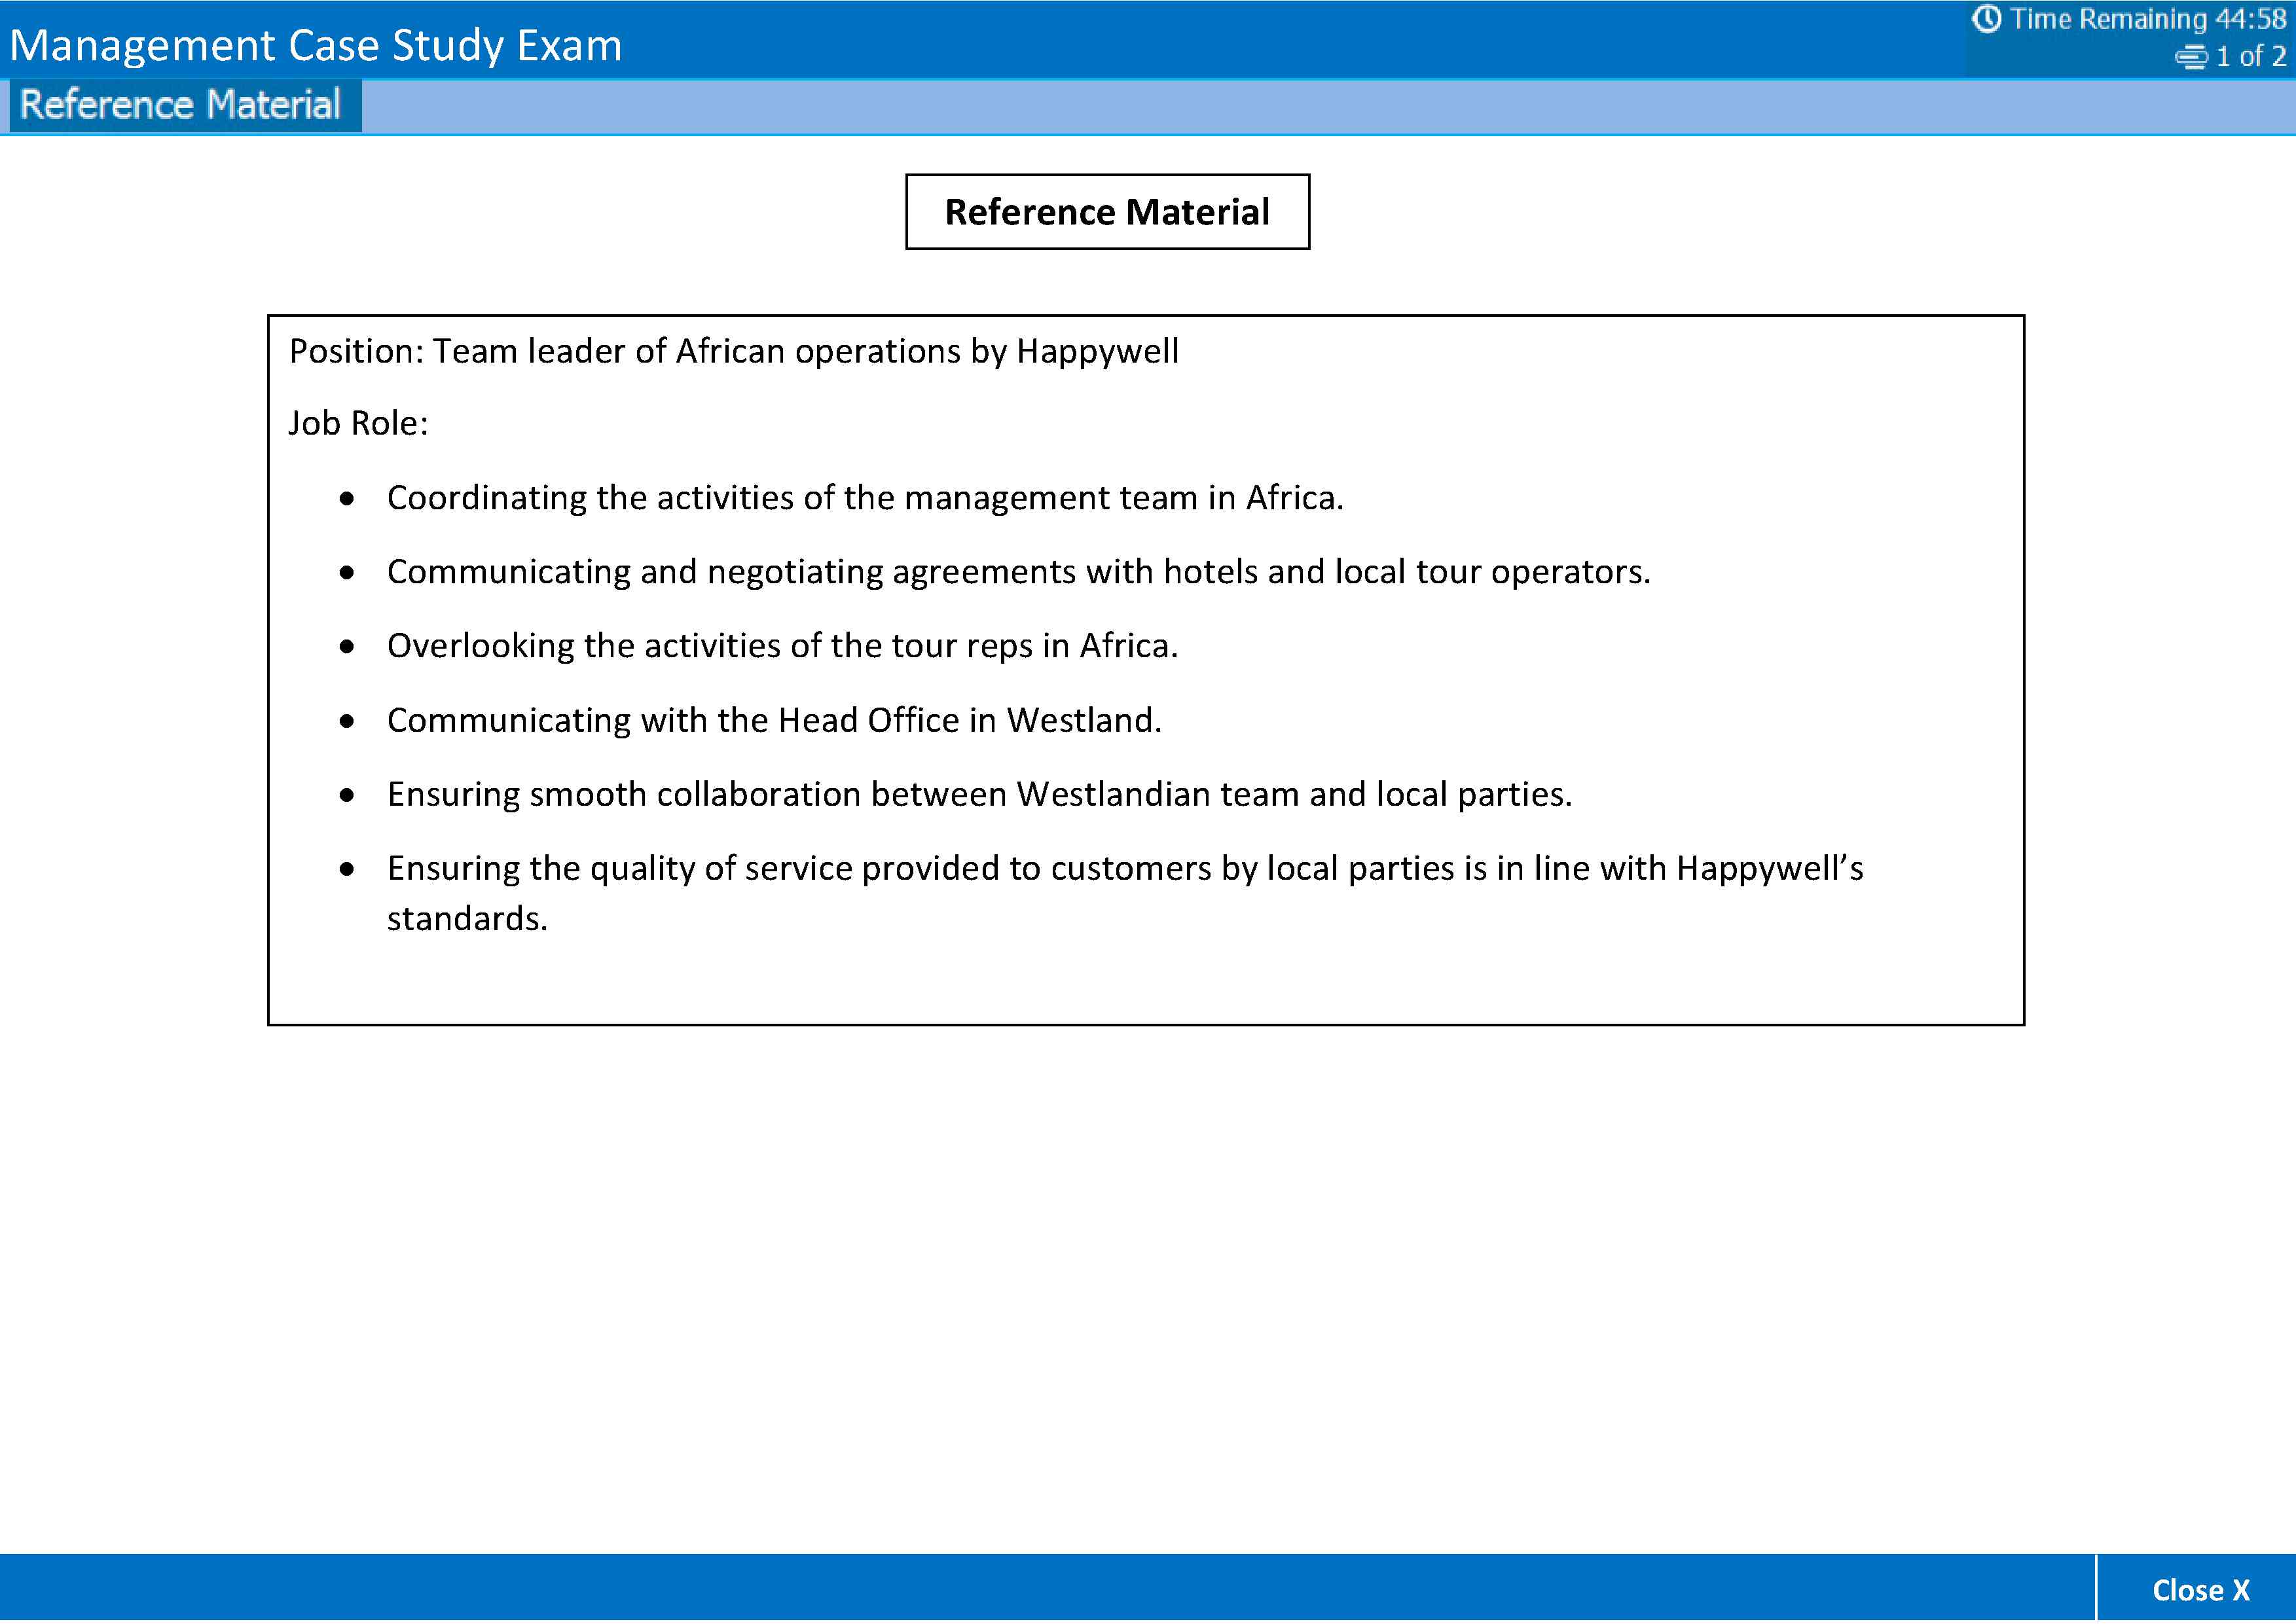 Management Case Study Exam
Time Remaining 44:58
1 of 2
Reference Material
Reference Material
Position: Team leader of African operations by Happywell
Job Role:
• Coordinating the activities of the management team in Africa.
• Communicating and negotiating agreements with hotels and local tour operators.
• Overlooking the activities of the tour reps in Africa.
• Communicating with the Head Office in Westland.
• Ensuring smooth collaboration between Westlandian team and local parties.
• Ensuring the quality of service provided to customers by local parties is in line with Happywell’s
standards.
Close X